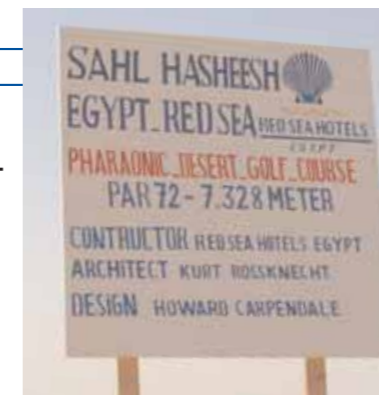 SAHL HASHEESH
EGYPT_RED SEA RED SEA HOTELS
EGYPT
PHARAONIC_DESERT_GOLF_COURSE
PAR 72 - 7.328 METER
CONTRUCTOR RED SEA HOTELS EGYPT
ARCHITECT KURT ROSSKNECHT
DESIGN HOWARD CARPENDALE